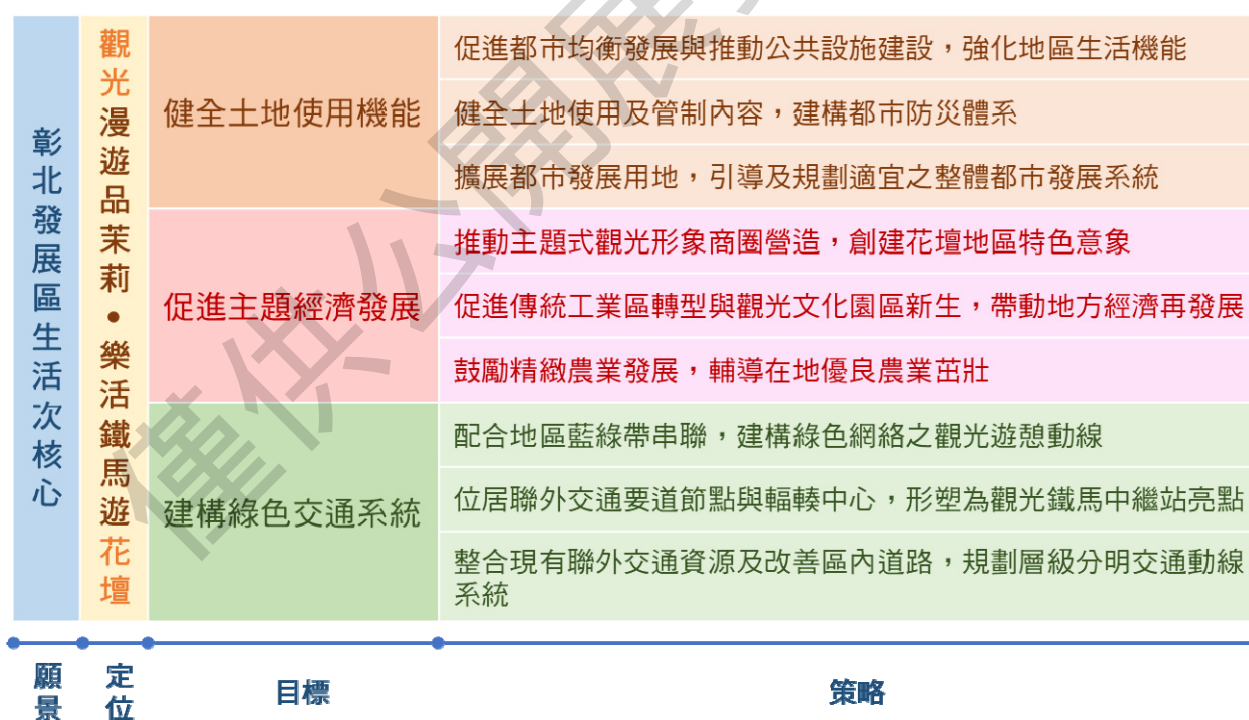 彰北發展區生活次核心
觀光漫遊品茉莉•樂活鐵馬遊花壇
健全土地使用機能
促進都市均衡發展與推動公共設施建設，強化地區生活機能
健全土地使用及管制內容，建構都市防災體系
擴展都市發展用地，引導及規劃適宜之整體都市發展系統
促進主題經濟發展
推動主題式觀光形象商圈營造，創建花壇地區特色意象
促進傳統工業區轉型與觀光文化園區新生，帶動地方經濟再發展
鼓勵精緻農業發展，輔導在地優良農業茁壯
建構綠色交通系統
配合地區藍綠帶串聯，建構綠色網絡之觀光遊憩動線
位居聯外交通要道節點與輻輳中心，形塑為觀光鐵馬中繼站亮點
整合現有聯外交通資源及改善區內道路，規劃層級分明交通動線
系統
願景
定位
目標
策略
僅供公開展